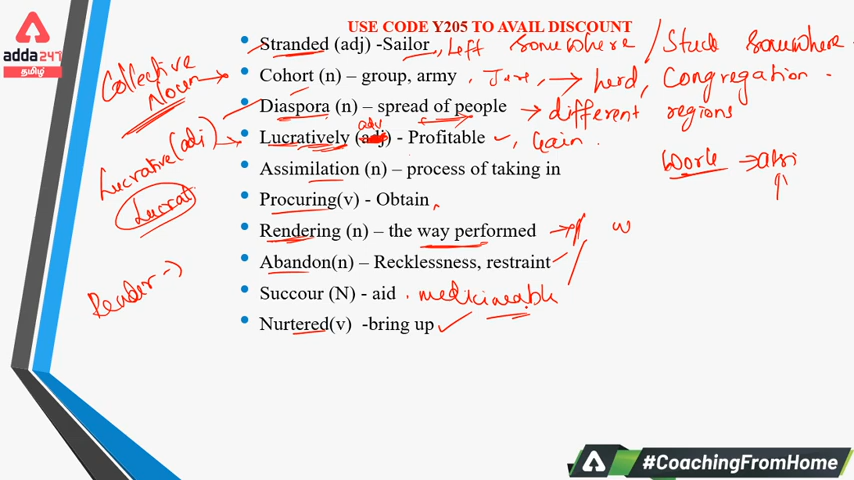 USE CODE Y205 TO AVAIL DISCOUNT
adda247
தமிழ்
Collective Noun
Lucrative (adj)
Lucrat
Render →
• Stranded (adj) -Sailor, Left somewhere / Stuck somewhere
• Cohort (n) – group, army, → herd, Congregation.
• Diaspora (n) – spread of people → different regions
• Lucratively (adj) - Profitable, Gain.
adv
• Assimilation (n) – process of taking in
Work →
• Procuring(v) - Obtain
• Rendering (n) – the way performed → w
• Abandon(n) – Recklessness, restraint
• Succour (N) - aid. medicineable
• Nurtered(v) -bring up
#CoachingFromHome